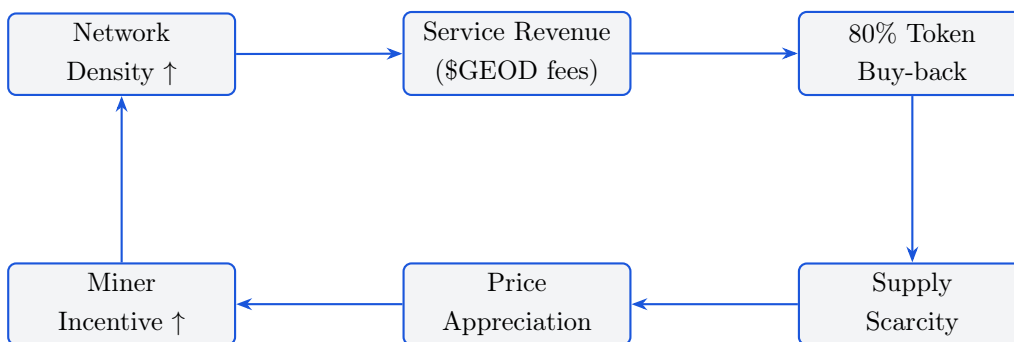 Network
Density ↑
Service Revenue
($GEOD fees)
80% Token
Buy-back
Miner
Incentive ↑
Price
Appreciation
Supply
Scarcity